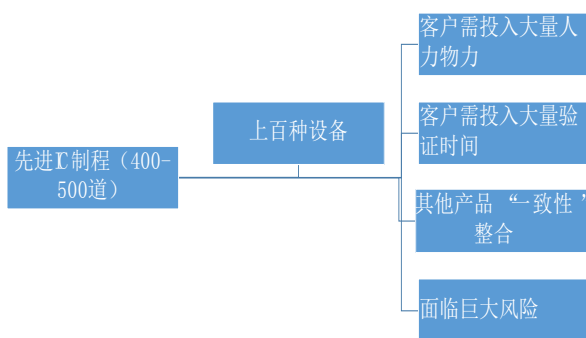 先进IC制程（400-
500道）
上百种设备
客户需投入大量人
力物力
客户需投入大量验
证时间
其他产品“一致性”
整合
面临巨大风险